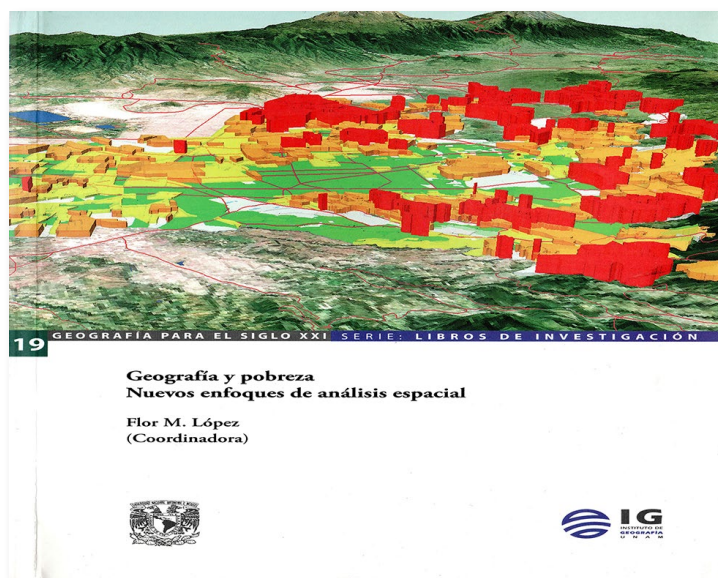 19
GEOGRAFÍA PARA EL SIGLO XXI SERIE: LIBROS DE INVESTIGACIÓN
Geografía y pobreza
Nuevos enfoques de análisis espacial
Flor M. López
(Coordinadora)
IG
INSTITUTO DE
GEOGRAFÍA
UNAM